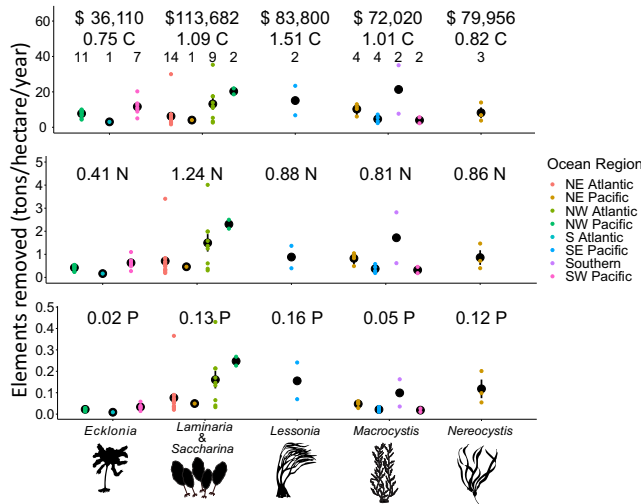 $ 36,110 $113,682 $ 83,800 $ 72,020 $ 79,956
0.75 C 1.09 C 1.51 C 1.01 C 0.82 C
11 1 7 14 1 9 2 2 4 4 2 2 3
60
40
20
0
0.41 N 1.24 N 0.88 N 0.81 N 0.86 N
5
4
3
2
1
0
0.02 P 0.13 P 0.16 P 0.05 P 0.12 P
0.5
0.4
0.3
0.2
0.1
0.0
Elements removed (tons/hectare/year)
Ecklonia
Laminaria
&
Saccharina
Lessonia
Macrocystis
Nereocystis
Ocean Region
NE Atlantic
NE Pacific
NW Atlantic
NW Pacific
S Atlantic
SE Pacific
Southern
SW Pacific